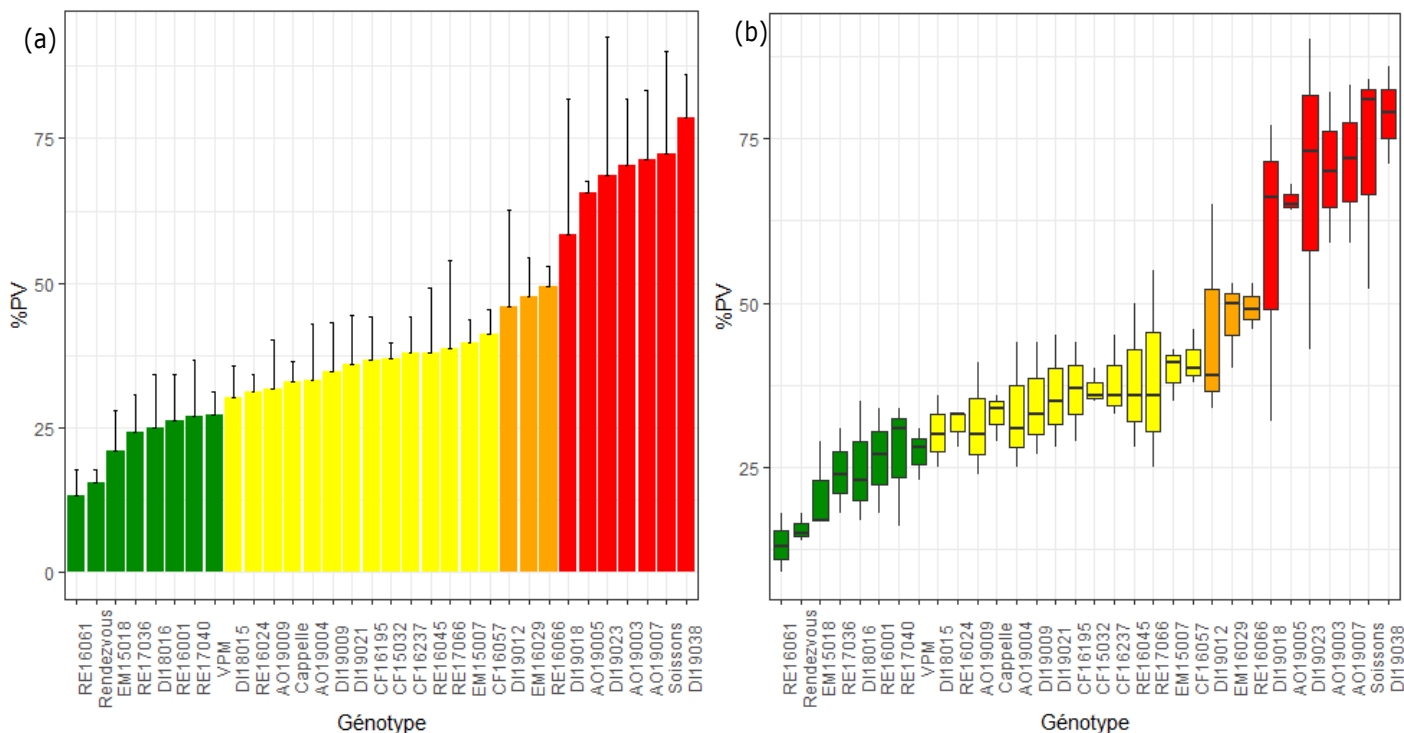 (a)
%PV
75
50
25
0
RE16061
Rendezvous
EM15018
RE17036
DI18016
RE16001
RE17040
VPM
DI18015
RE16024
AO19009
Cappelle
AO19004
DI19009
DI19021
CF16195
CF15032
CF16237
RE16045
RE17066
EM15007
CF16057
DI19012
EM16029
RE16066
DI19018
AO19005
DI19023
AO19003
AO19007
Soissons
DI19038
Génotype
(b)
%PV
75
50
25
RE16061
Rendezvous
EM15018
RE17036
DI18016
RE16001
RE17040
VPM
DI18015
RE16024
AO19009
Cappelle
AO19004
DI19009
DI19021
CF16195
CF15032
CF16237
RE16045
RE17066
EM15007
CF16057
DI19012
EM16029
RE16066
DI19018
AO19005
DI19023
AO19003
AO19007
Soissons
DI19038
Génotype